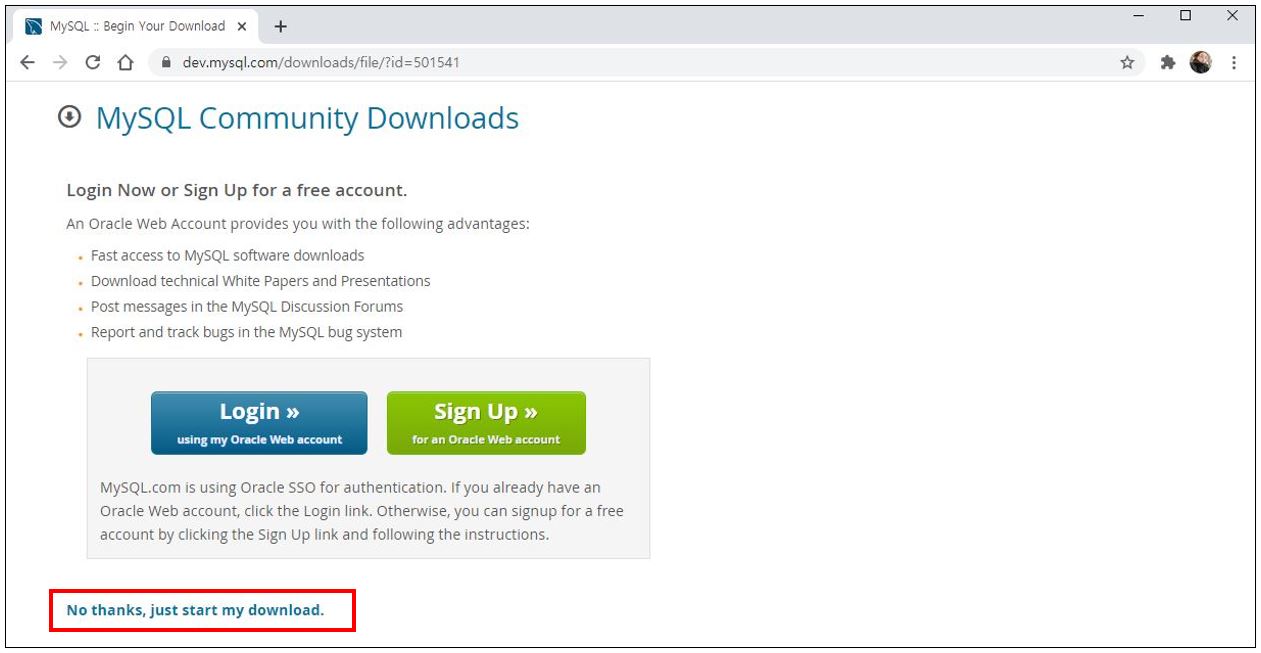 MySQL :: Begin Your Download
dev.mysql.com/downloads/file/?id=501541
MySQL Community Downloads
Login Now or Sign Up for a free account.
An Oracle Web Account provides you with the following advantages:
Fast access to MySQL software downloads
Download technical White Papers and Presentations
Post messages in the MySQL Discussion Forums
Report and track bugs in the MySQL bug system
Login »
using my Oracle Web account
Sign Up »
for an Oracle Web account
MySQL.com is using Oracle SSO for authentication. If you already have an
Oracle Web account, click the Login link. Otherwise, you can signup for a free
account by clicking the Sign Up link and following the instructions.
No thanks, just start my download.